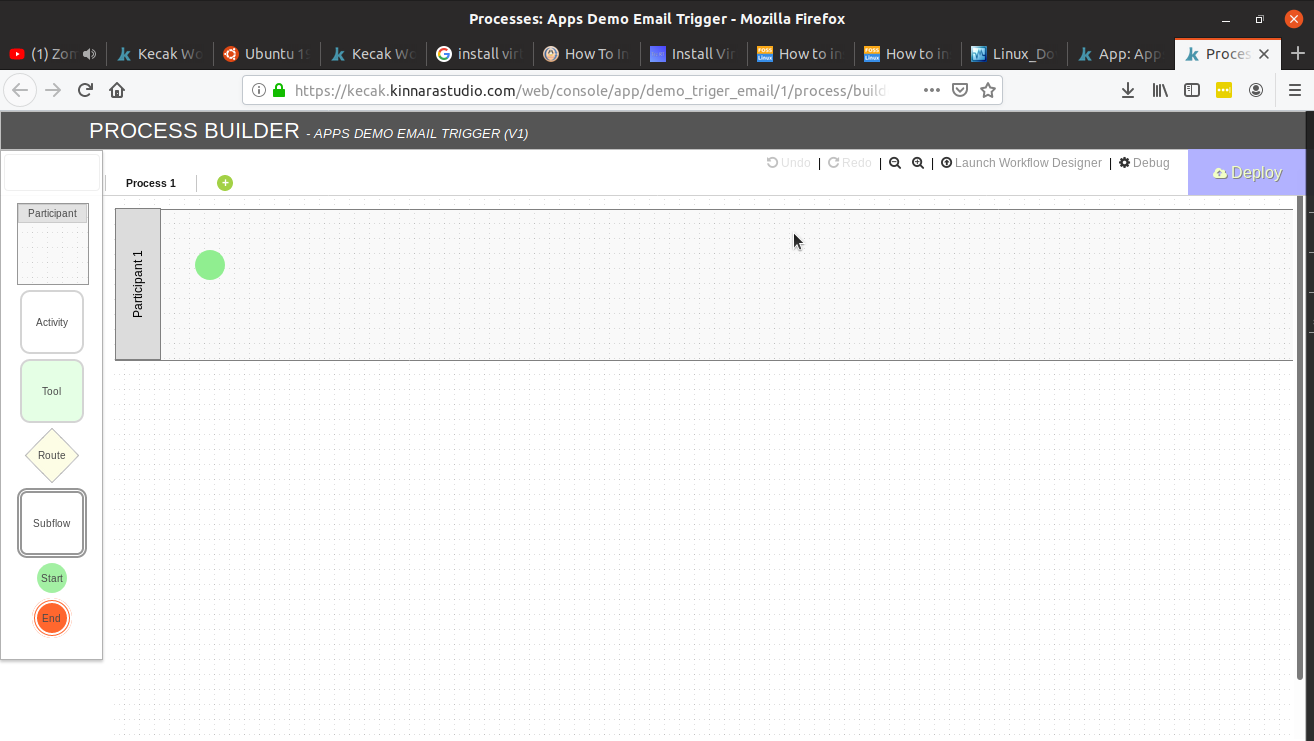 Processes: Apps Demo Email Trigger - Mozilla Firefox
(1) Zon
Kecak Wo
Ubuntu 1
Kecak Wo
install virt
How To In
Install Vir
How to in
How to in
Linux_Do
App: App
Proces
https://kecak.kinnarastudio.com/web/console/app/demo_triger_email/1/process/build
PROCESS BUILDER - APPS DEMO EMAIL TRIGGER (V1)
Undo | Redo | | Launch Workflow Designer | Debug
Deploy
Process 1
Participant
Participant 1
Activity
Tool
Route
Subflow
Start
End